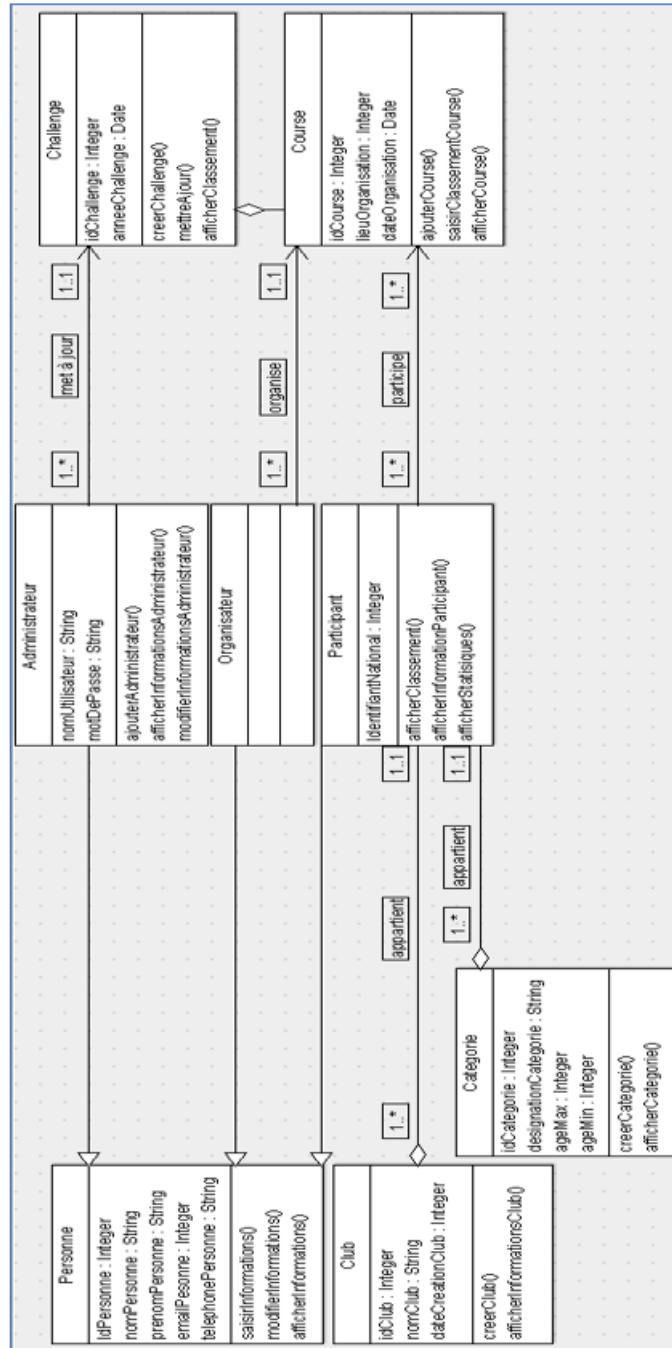 Personne
IdPersonne : Integer
nomPersonne : String
prenomPersonne : String
emailPesonne : Integer
telephonePersonne : String
saisirInformations()
modifierInformations()
afficherInformations()
Administrateur
nomUtilisateur : String
motDePasse : String
ajouterAdministrateur()
afficherInformationsAdministrateur()
modifierInformationsAdministrateur()
1..*
met à jour
1..1
Challenge
idChallenge : Integer
anneeChallenge : Date
creerChallenge()
mettreAjour()
afficherClassement()
Organisateur
1..*
organise
1..1
Course
idCourse : Integer
lieuOrganisation : Integer
dateOrganisation : Date
ajouterCourse()
saisirClassementCourse()
afficherCourse()
Club
idClub : Integer
nomClub : String
dateCreationClub : Integer
creerClub()
afficherInformationsClub()
1..*
appartient
1..1
Participant
IdentifiantNational : Integer
afficherClassement()
afficherInformationParticipant()
afficherStatisiques()
1..*
participe
1..*
Categorie
idCategorie : Integer
designationCategorie : String
ageMax : Integer
ageMin : Integer
creerCategorie()
afficherCategorie()
1..*
appartient
1..1